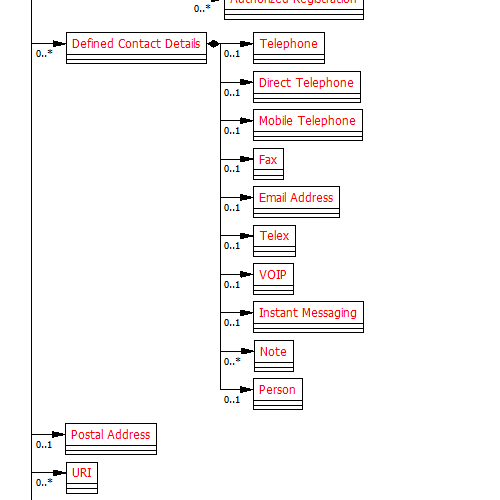 Authorized Registration
0..*
Defined Contact Details
0..*
Telephone
0..1
Direct Telephone
0..1
Mobile Telephone
0..1
Fax
0..1
Email Address
0..1
Telex
0..1
VOIP
0..1
Instant Messaging
0..1
Note
0..*
Person
0..1
Postal Address
0..1
URI
0..*